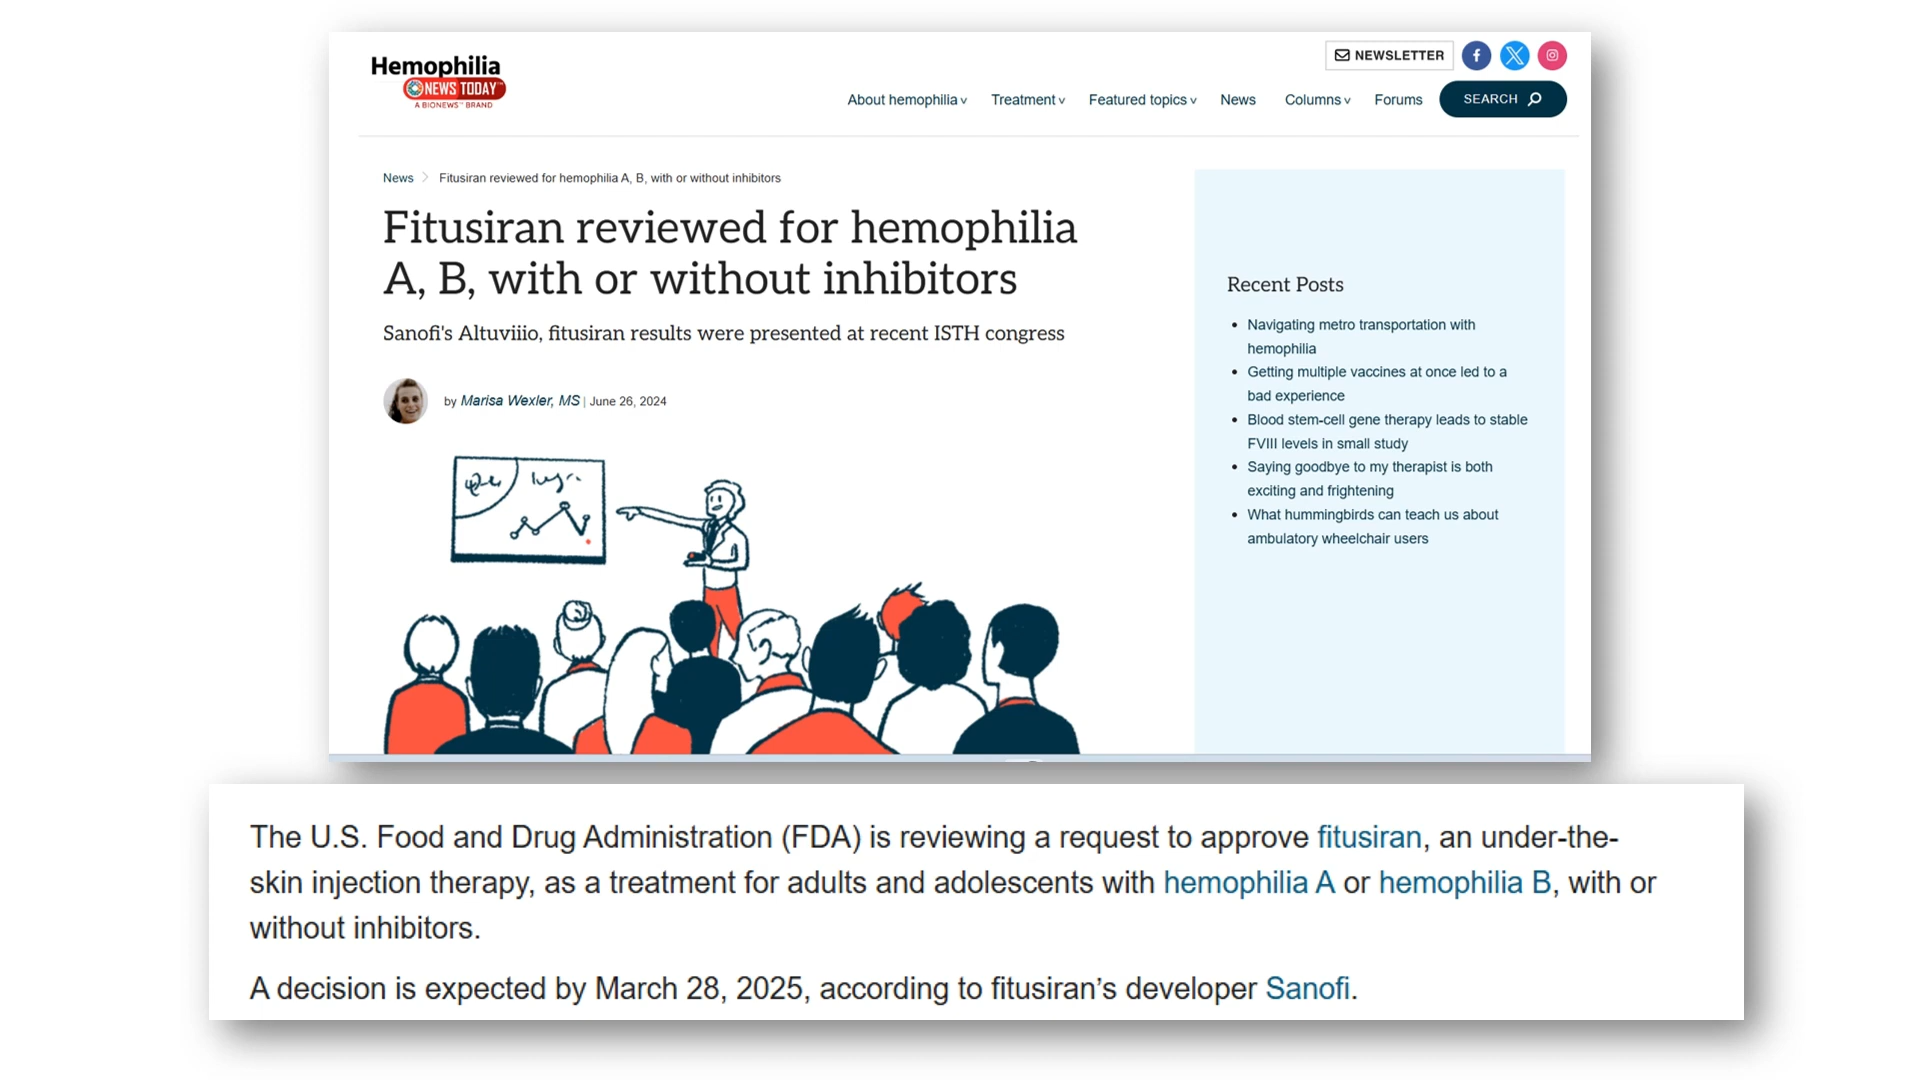 Hemophilia
NEWS TODAY™
A BIONEWS™ BRAND
NEWSLETTER
About hemophilia
Treatment
Featured topics
News
Columns
Forums
SEARCH
News
Fitusiran reviewed for hemophilia A, B, with or without inhibitors
Fitusiran reviewed for hemophilia
A, B, with or without inhibitors
Sanofi's Altuviiio, fitusiran results were presented at recent ISTH congress
by Marisa Wexler, MS | June 26, 2024
Recent Posts
• Navigating metro transportation with
hemophilia
• Getting multiple vaccines at once led to a
bad experience
• Blood stem-cell gene therapy leads to stable
FVIII levels in small study
• Saying goodbye to my therapist is both
exciting and frightening
• What hummingbirds can teach us about
ambulatory wheelchair users
The U.S. Food and Drug Administration (FDA) is reviewing a request to approve fitusiran, an under-the-
skin injection therapy, as a treatment for adults and adolescents with hemophilia A or hemophilia B, with or
without inhibitors.
A decision is expected by March 28, 2025, according to fitusiran’s developer Sanofi.